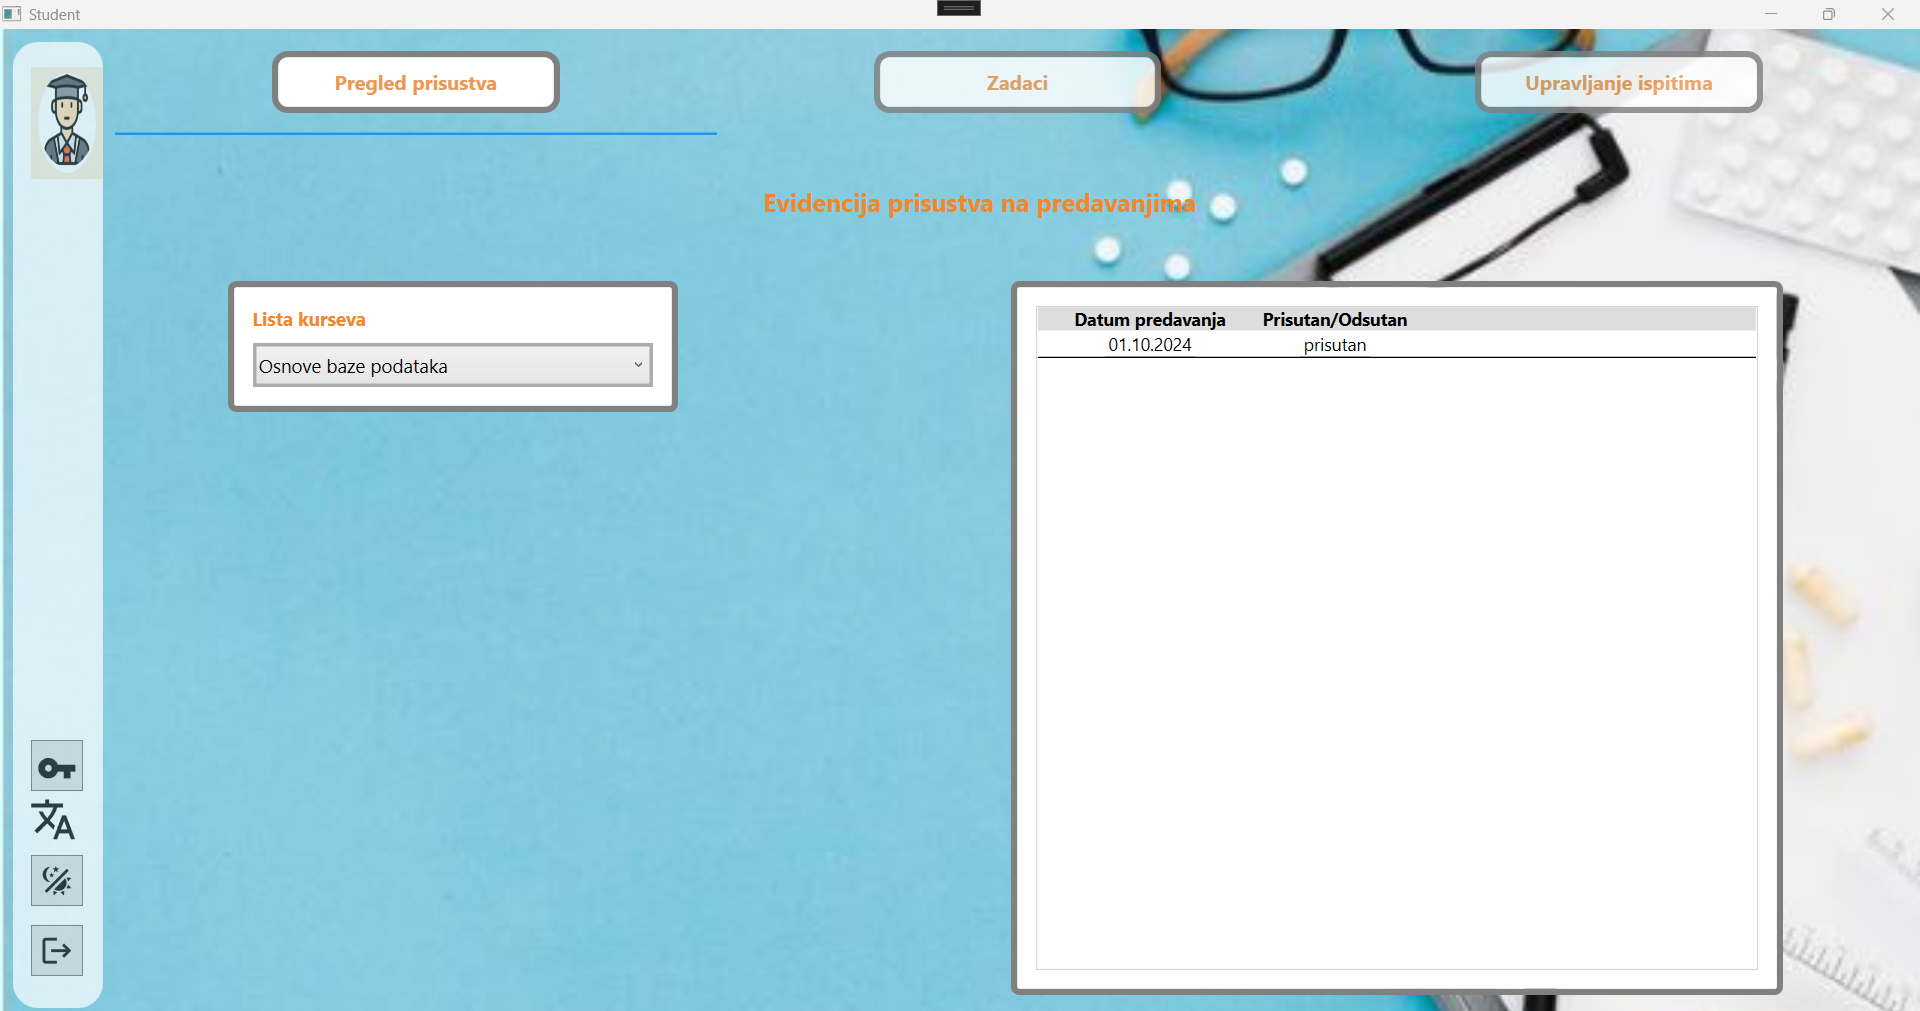 Student
Pregled prisustva
Zadaci
Upravljanje ispitima
Evidencija prisustva na predavanjima
Lista kurseva
Osnove baze podataka
Datum predavanja Prisutan/Odsutan
01.10.2024 prisutan